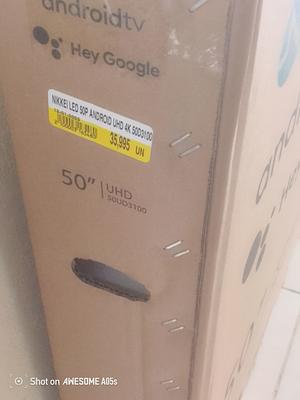 androidtv
Hey Google
NIKKEI LED 50P ANDROID UHD 4K 50D3100
35,995 UN
50" | UHD
50UD3100
Shot on AWESOME A05s